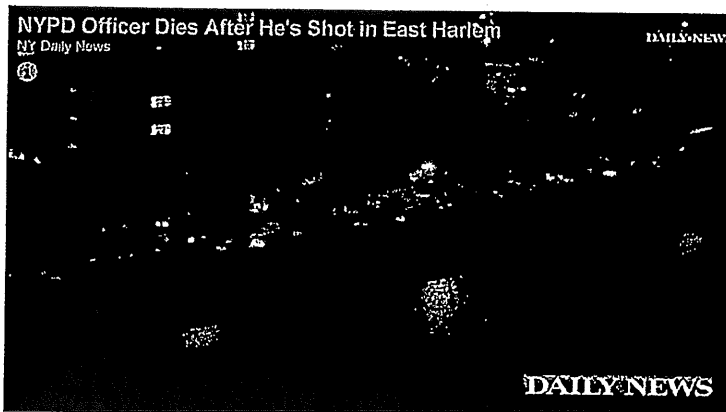 NYPD Officer Dies After He's Shot in East Harlem
NY Daily News
DAILY NEWS
DAILY NEWS